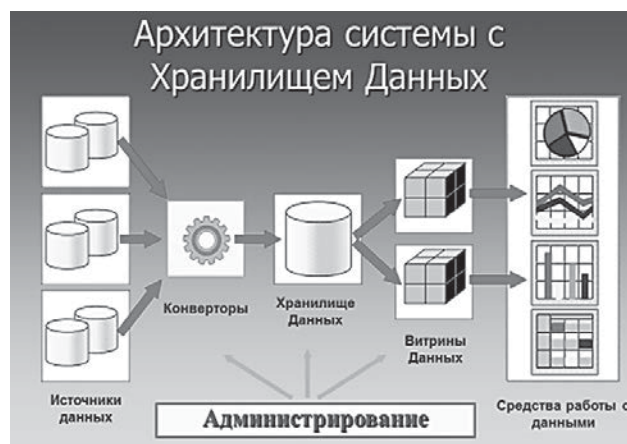 Архитектура системы с
Хранилищем Данных
Конверторы
Хранилище
Данных
Витрины
Данных
Источники
данных
Администрирование
Средства работы с
данными